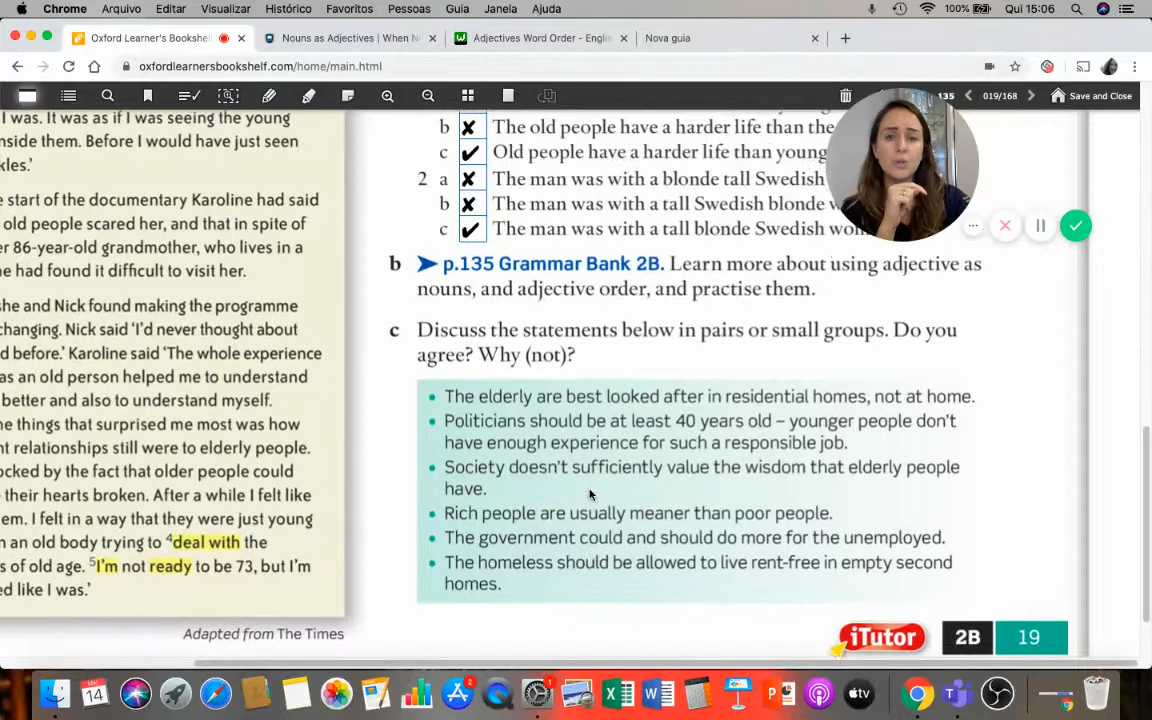 Chrome Arquivo Editar Visualizar Histórico Favoritos Pessoas Guia Janela Ajuda 100% Qui 15:06
Oxford Learner's Bookshel Nouns as Adjectives | When N Adjectives Word Order - Englis Nova guia
oxfordlearnersbookshelf.com/home/main.html
135 019/168 Save and Close
I was. It was as if I was seeing the young
nside them. Before I would have just seen
kles.'
e start of the documentary Karoline had said
old people scared her, and that in spite of
er 86-year-old grandmother, who lives in a
ne had found it difficult to visit her.
she and Nick found making the programme
changing. Nick said 'I'd never thought about
d before.' Karoline said 'The whole experience
as an old person helped me to understand
better and also to understand myself.
ne things that surprised me most was how
nt relationships still were to elderly people.
ocked by the fact that older people could
their hearts broken. After a while I felt like
em. I felt in a way that they were just young
n an old body trying to 4deal with the
s of old age. 5I'm not ready to be 73, but I'm
ed like I was.'
Adapted from The Times
b ✘ The old people have a harder life than the
c ✔ Old people have a harder life than young
2 a ✘ The man was with a blonde tall Swedish
b ✘ The man was with a tall Swedish blonde
c ✔ The man was with a tall blonde Swedish wom
b ➤ p.135 Grammar Bank 2B. Learn more about using adjective as
nouns, and adjective order, and practise them.
c Discuss the statements below in pairs or small groups. Do you
agree? Why (not)?
• The elderly are best looked after in residential homes, not at home.
• Politicians should be at least 40 years old – younger people don't
have enough experience for such a responsible job.
• Society doesn't sufficiently value the wisdom that elderly people
have.
• Rich people are usually meaner than poor people.
• The government could and should do more for the unemployed.
• The homeless should be allowed to live rent-free in empty second
homes.
iTutor 2B 19
MAY 14 2 1 tv